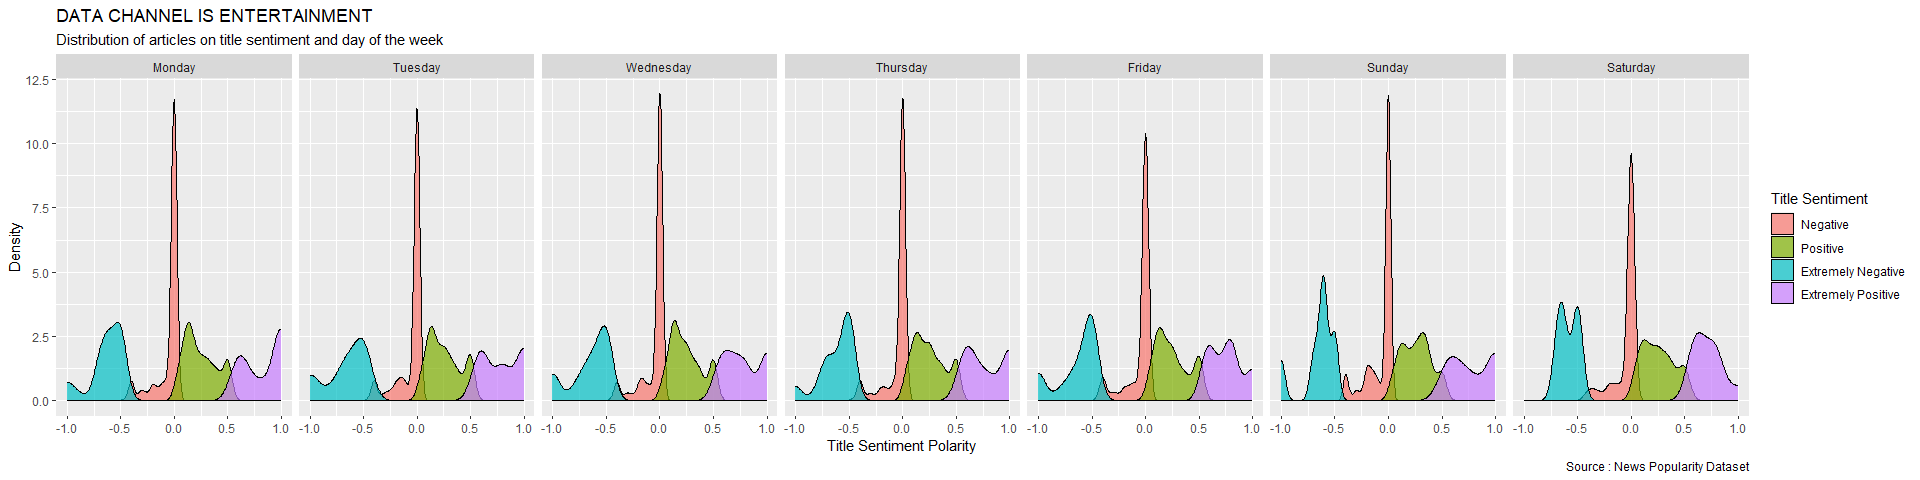 DATA CHANNEL IS ENTERTAINMENT
Distribution of articles on title sentiment and day of the week
Monday
Tuesday
Wednesday
Thursday
Friday
Sunday
Saturday
12.5
10.0
7.5
5.0
2.5
0.0
Density
-1.0 -0.5 0.0 0.5 1.0
-1.0 -0.5 0.0 0.5 1.0
-1.0 -0.5 0.0 0.5 1.0
-1.0 -0.5 0.0 0.5 1.0
-1.0 -0.5 0.0 0.5 1.0
-1.0 -0.5 0.0 0.5 1.0
-1.0 -0.5 0.0 0.5 1.0
Title Sentiment Polarity
Title Sentiment
Negative
Positive
Extremely Negative
Extremely Positive
Source : News Popularity Dataset